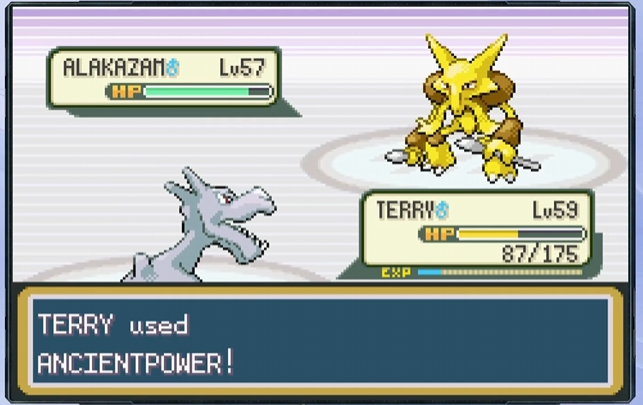 ALAKAZAM♂ Lv57
HP
TERRY♂ Lv59
HP
87/175
EXP
TERRY used
ANCIENTPOWER!